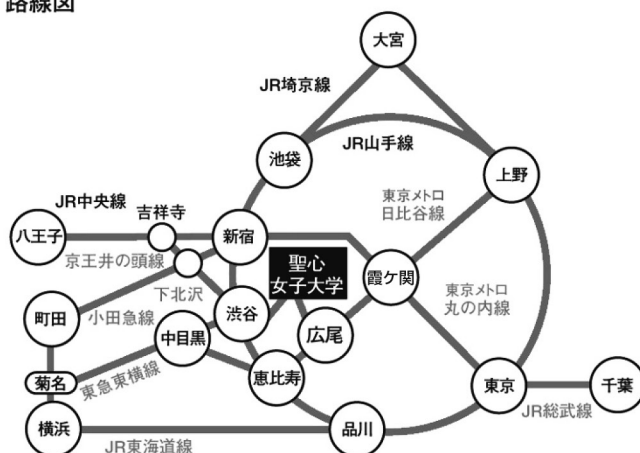 路線図
大宮
JR埼京線
池袋
JR山手線
上野
東京メトロ
日比谷線
JR中央線
吉祥寺
八王子
新宿
京王井の頭線
聖心
女子大学
霞ケ関
下北沢
東京メトロ
丸の内線
町田
小田急線
渋谷
中目黒
広尾
菊名
東急東横線
恵比寿
東京
千葉
JR総武線
横浜
品川
JR東海道線